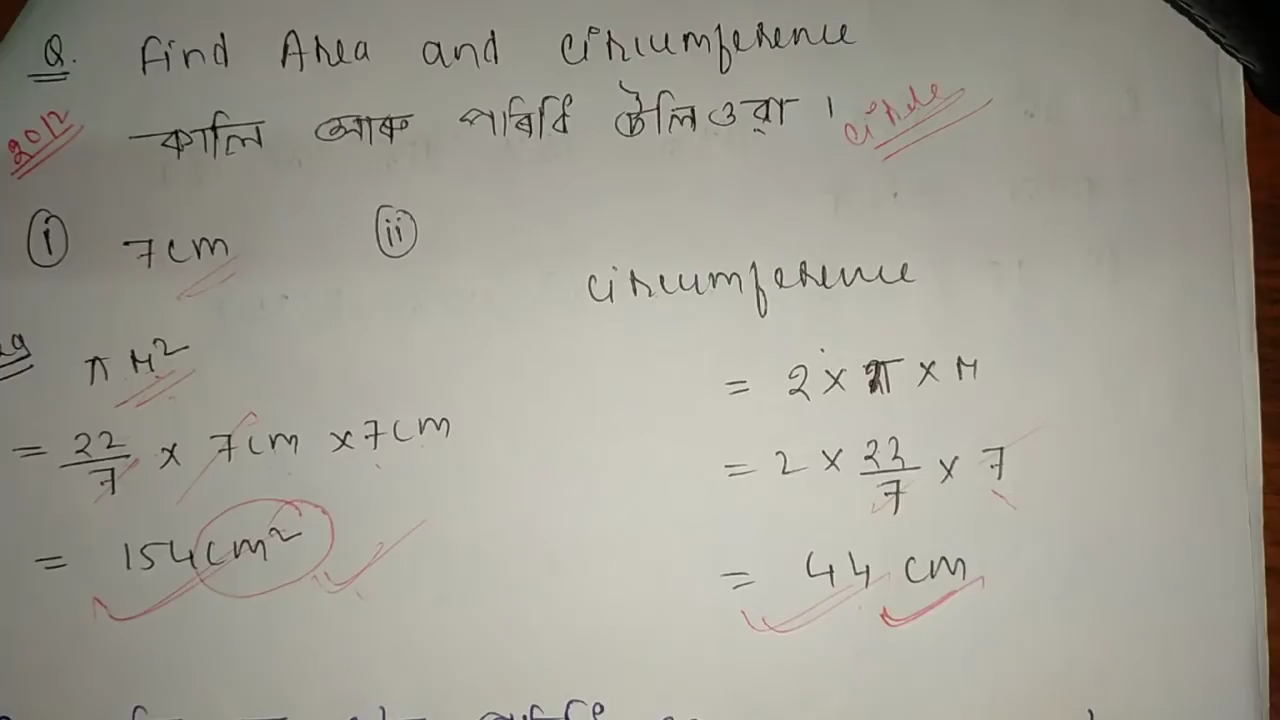 Q. Find Area and circumference
2012 কালি আৰু পৰিধি উলিওৱা । circle
(i) 7cm (ii)
πr²
= 22/7 × 7cm × 7cm
= 154cm²
circumference
= 2 × π × r
= 2 × 22/7 × 7
= 44 cm